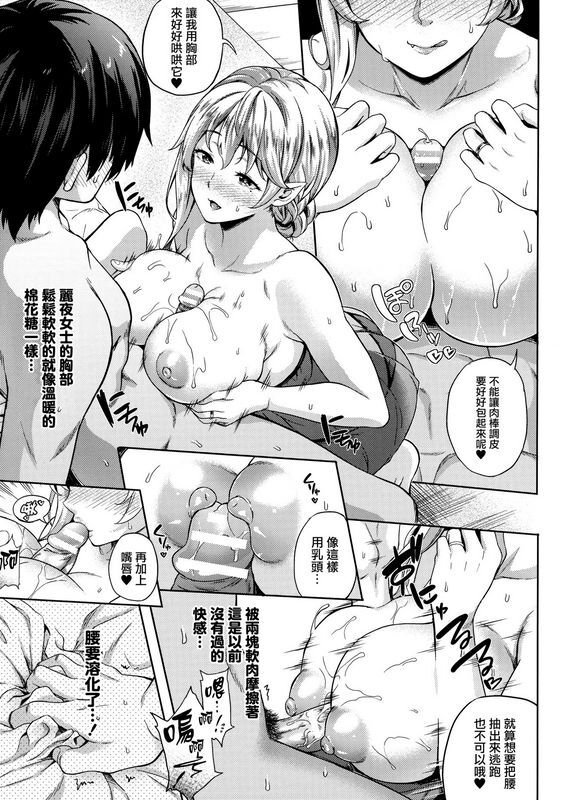 讓我用胸部
來好好哄哄它♥
ぽょん
不能讓肉棒調皮
要好好包起來呢♥
麗夜女士的胸部
鬆鬆軟軟的就像溫暖的
棉花糖一樣…
像這樣
用乳頭…
再加上
嘴唇♥
就算想要把腰
抽出來逃跑
也不可以哦♥
被兩塊軟肉摩擦著
這是以前
沒有過的
快感…
嗯…
嗚啊…
腰要溶化了…！